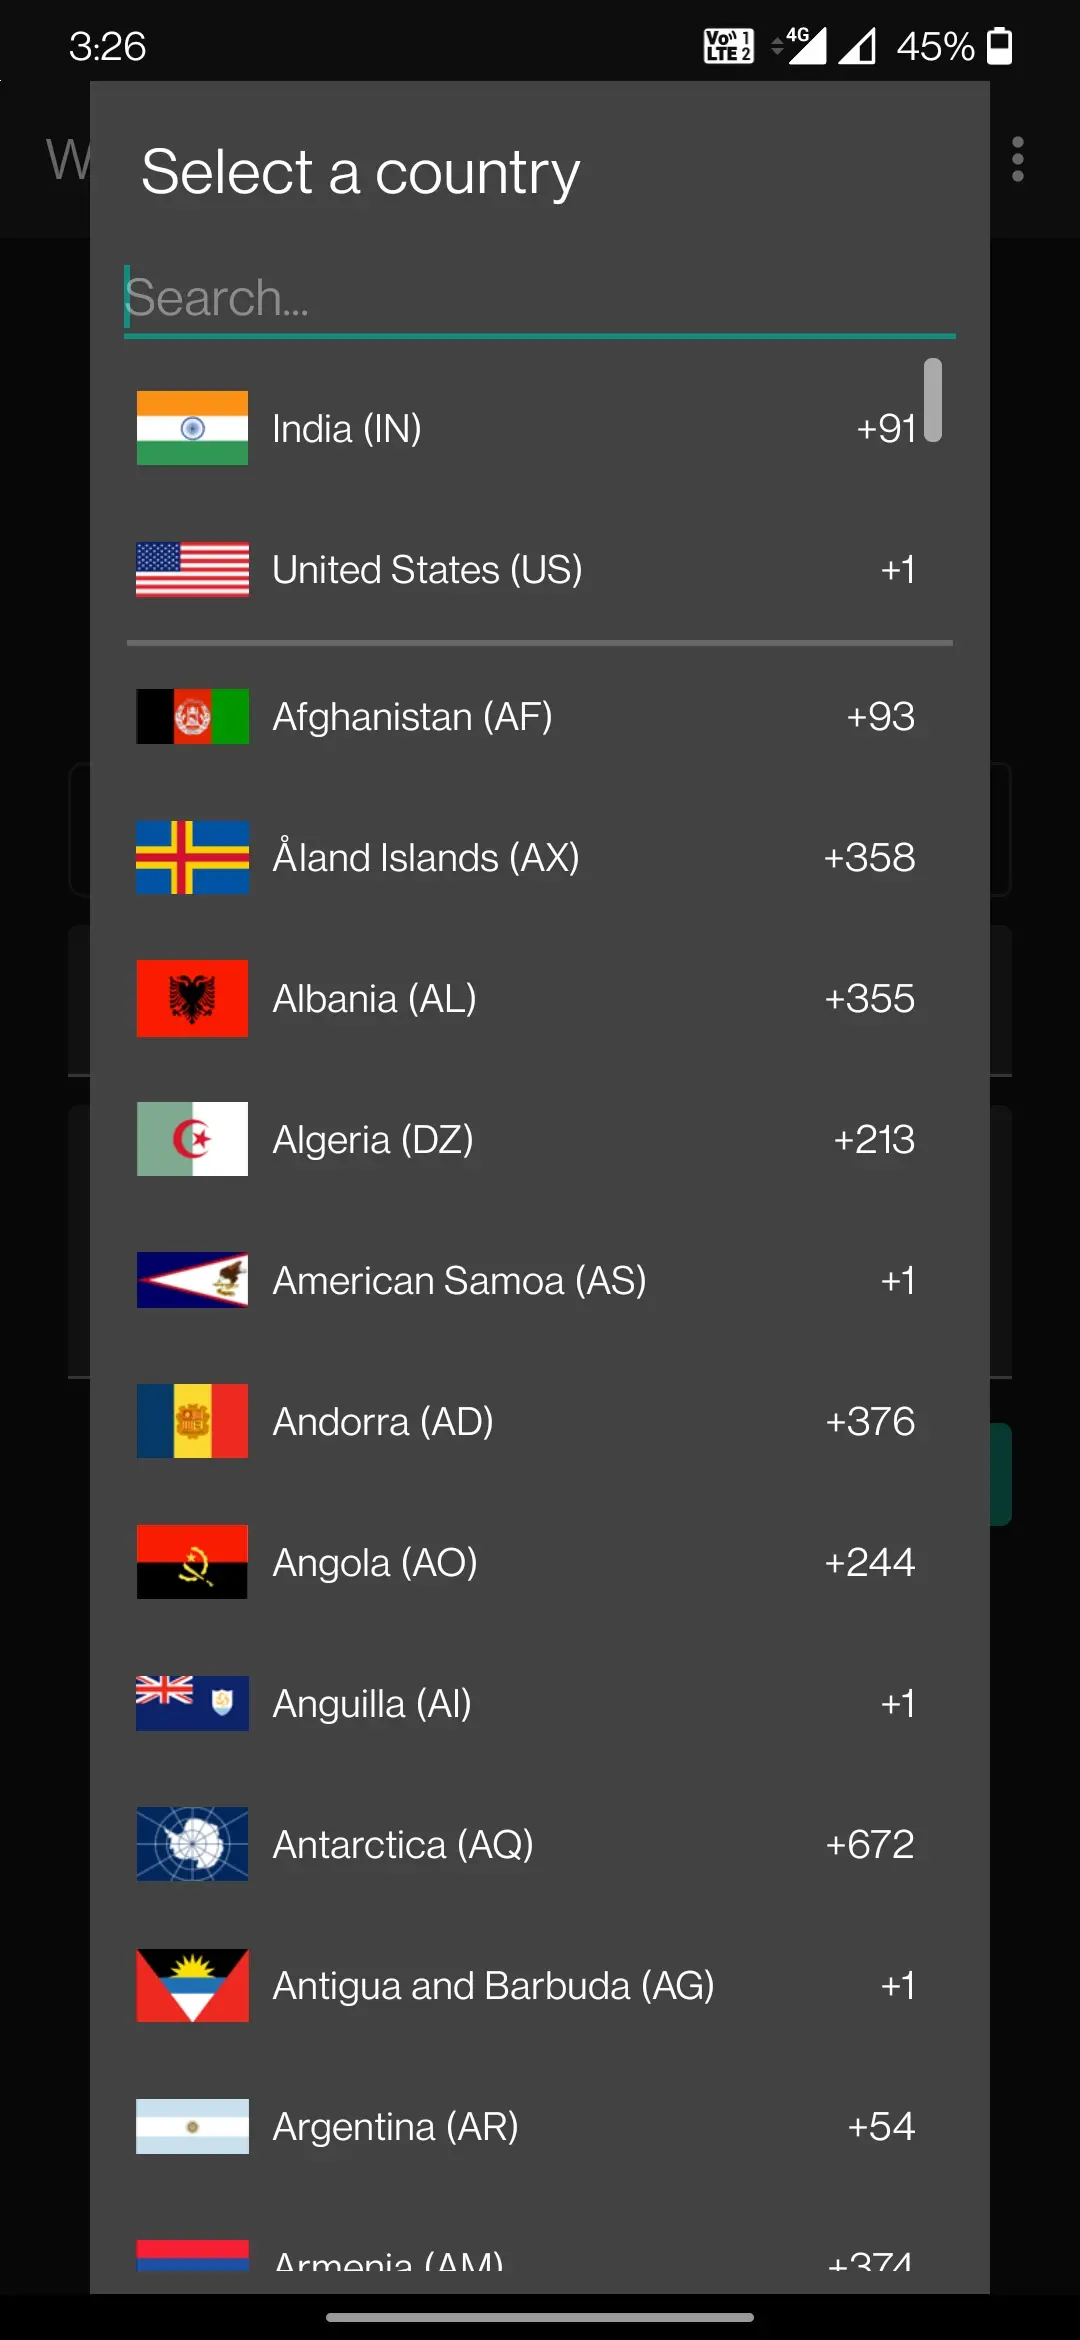 3:26
Vo)) 1
LTE 2
4G
45%
W
Select a country
Search...
India (IN) +91
United States (US) +1
Afghanistan (AF) +93
Åland Islands (AX) +358
Albania (AL) +355
Algeria (DZ) +213
American Samoa (AS) +1
Andorra (AD) +376
Angola (AO) +244
Anguilla (AI) +1
Antarctica (AQ) +672
Antigua and Barbuda (AG) +1
Argentina (AR) +54
Armenia (AM) +374